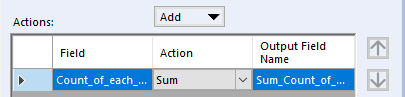 Add
Actions:
Field Action Output Field Name
Count_of_each_... Sum Sum_Count_of_...